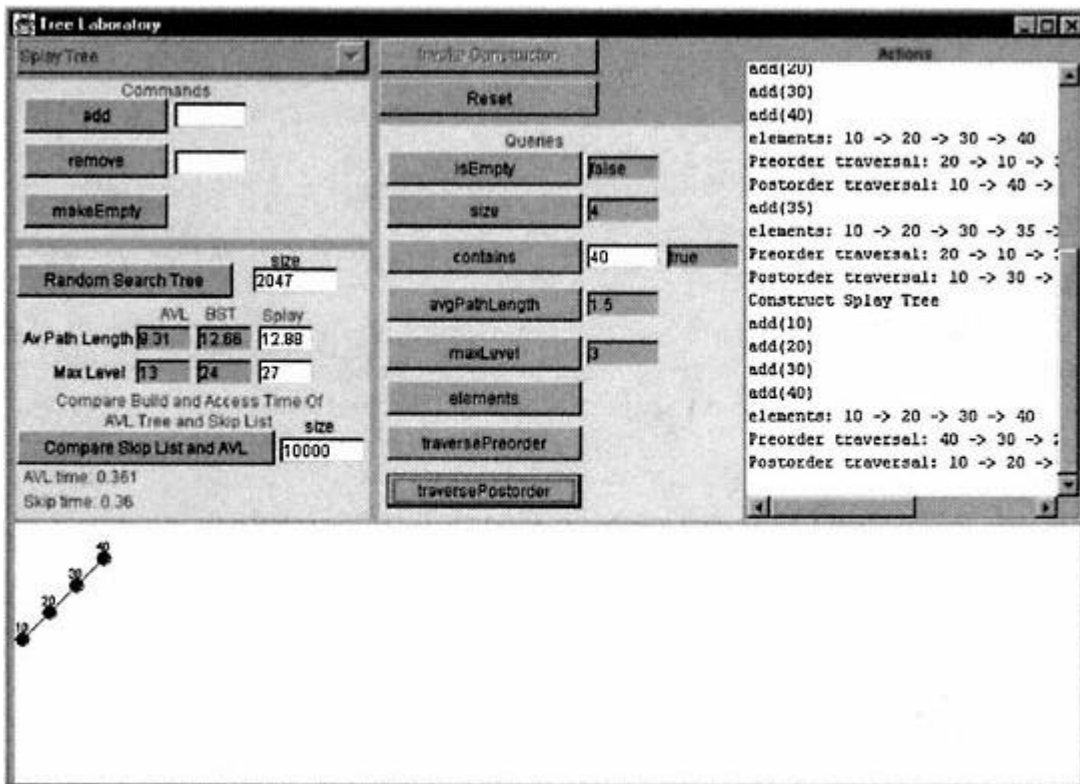 Tree Laboratory
Splay Tree
Commands
add
remove
makeEmpty
Random Search Tree
size
2047
AVL BST Splay
Av Path Length 9.31 12.66 12.88
Max Level 13 24 27
Compare Build and Access Time Of
AVL Tree and Skip List
size
Compare Skip List and AVL 10000
AVL time: 0.361
Skip time: 0.36
Constructor
Reset
Queries
isEmpty false
size 4
contains 40 true
avgPathLength 1.5
maxLevel 3
elements
traversePreorder
traversePostorder
Actions
add(20)
add(30)
add(40)
elements: 10 -> 20 -> 30 -> 40
Preorder traversal: 20 -> 10 ->
Postorder traversal: 10 -> 40 ->
add(35)
elements: 10 -> 20 -> 30 -> 35 -
Preorder traversal: 20 -> 10 ->
Postorder traversal: 10 -> 30 ->
Construct Splay Tree
add(10)
add(20)
add(30)
add(40)
elements: 10 -> 20 -> 30 -> 40
Preorder traversal: 40 -> 30 ->
Postorder traversal: 10 -> 20 ->
40
30
20
10